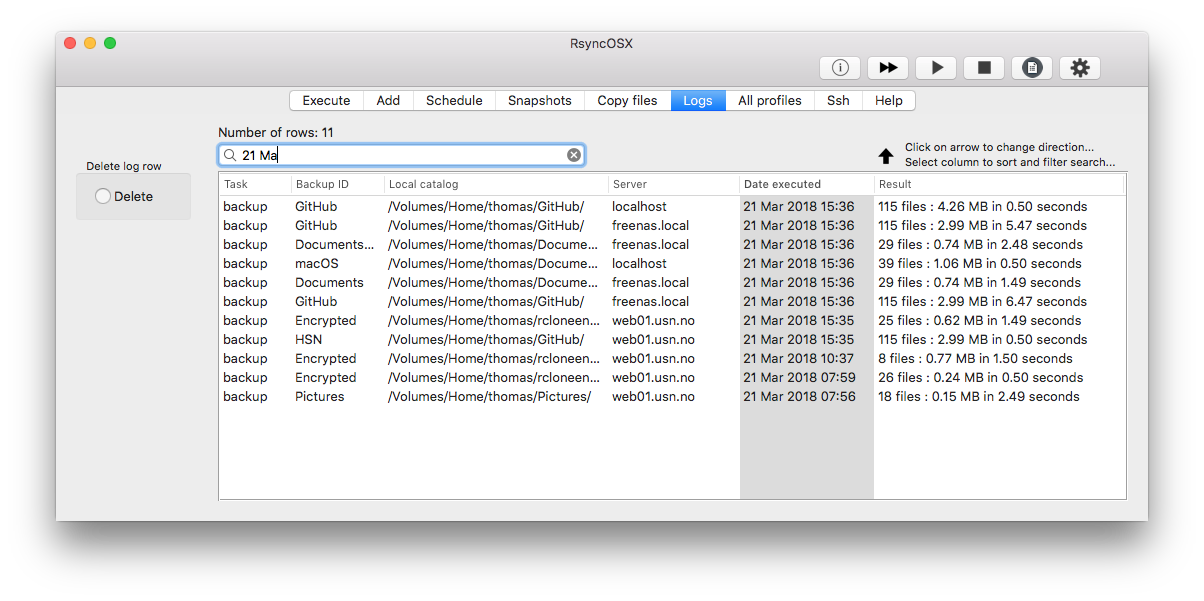 RsyncOSX
Execute Add Schedule Snapshots Copy files Logs All profiles Ssh Help
Number of rows: 11
21 Ma
Click on arrow to change direction...
Select column to sort and filter search...
Delete log row
Delete
Task Backup ID Local catalog Server Date executed Result
backup GitHub /Volumes/Home/thomas/GitHub/ localhost 21 Mar 2018 15:36 115 files : 4.26 MB in 0.50 seconds
backup GitHub /Volumes/Home/thomas/GitHub/ freenas.local 21 Mar 2018 15:36 115 files : 2.99 MB in 5.47 seconds
backup Documents... /Volumes/Home/thomas/Docume... freenas.local 21 Mar 2018 15:36 29 files : 0.74 MB in 2.48 seconds
backup macOS /Volumes/Home/thomas/Docume... localhost 21 Mar 2018 15:36 39 files : 1.06 MB in 0.50 seconds
backup Documents /Volumes/Home/thomas/Docume... freenas.local 21 Mar 2018 15:36 29 files : 0.74 MB in 1.49 seconds
backup GitHub /Volumes/Home/thomas/GitHub/ freenas.local 21 Mar 2018 15:36 115 files : 2.99 MB in 6.47 seconds
backup Encrypted /Volumes/Home/thomas/rcloneen... web01.usn.no 21 Mar 2018 15:35 25 files : 0.62 MB in 1.49 seconds
backup HSN /Volumes/Home/thomas/GitHub/ web01.usn.no 21 Mar 2018 15:35 115 files : 2.99 MB in 0.50 seconds
backup Encrypted /Volumes/Home/thomas/rcloneen... web01.usn.no 21 Mar 2018 10:37 8 files : 0.77 MB in 1.50 seconds
backup Encrypted /Volumes/Home/thomas/rcloneen... web01.usn.no 21 Mar 2018 07:59 26 files : 0.24 MB in 0.50 seconds
backup Pictures /Volumes/Home/thomas/Pictures/ web01.usn.no 21 Mar 2018 07:56 18 files : 0.15 MB in 2.49 seconds